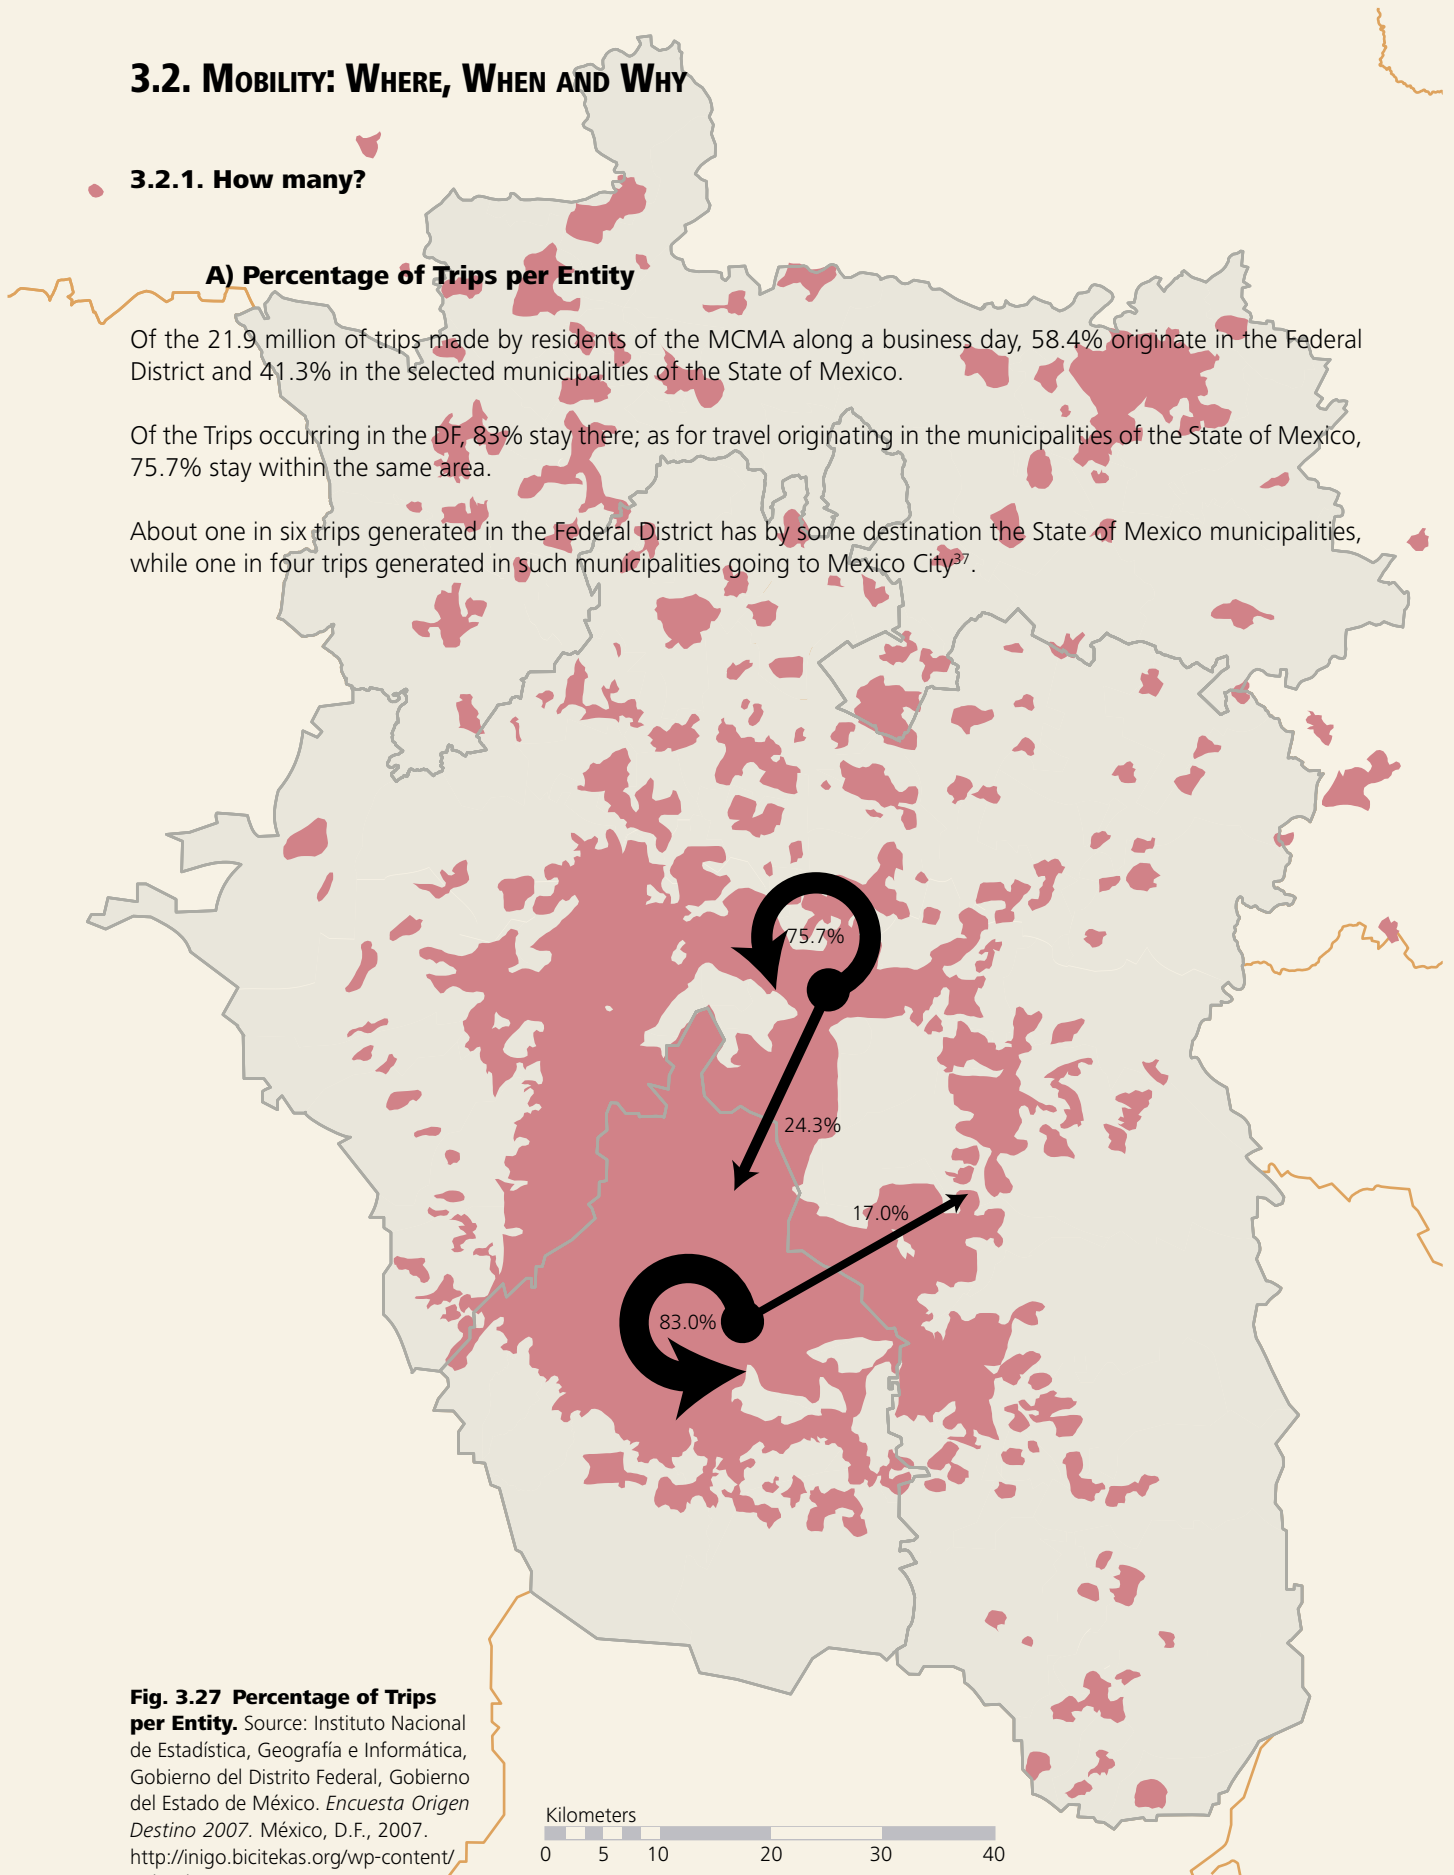 3.2. Mobility: Where, When and Why
3.2.1. How many?
A) Percentage of Trips per Entity
Of the 21.9 million of trips made by residents of the MCMA along a business day, 58.4% originate in the Federal
District and 41.3% in the selected municipalities of the State of Mexico.
Of the Trips occurring in the DF, 83% stay there; as for travel originating in the municipalities of the State of Mexico,
75.7% stay within the same area.
About one in six trips generated in the Federal District has by some destination the State of Mexico municipalities,
while one in four trips generated in such municipalities going to Mexico City37.
75.7%
24.3%
17.0%
83.0%
Fig. 3.27 Percentage of Trips
per Entity. Source: Instituto Nacional
de Estadística, Geografía e Informática,
Gobierno del Distrito Federal, Gobierno
del Estado de México. Encuesta Origen
Destino 2007. México, D.F., 2007.
http://inigo.bicitekas.org/wp-content/
Kilometers
0 5 10 20 30 40